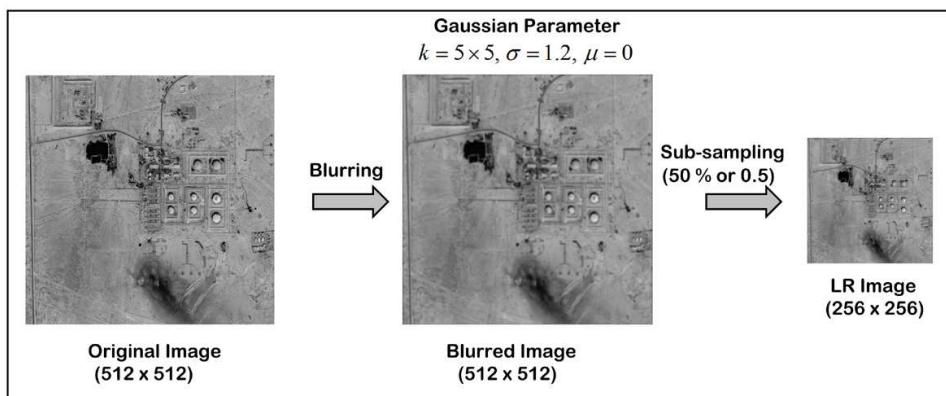 Gaussian Parameter
k = 5 × 5, σ = 1.2, μ = 0
Blurring
Sub-sampling
(50 % or 0.5)
Original Image
(512 x 512)
Blurred Image
(512 x 512)
LR Image
(256 x 256)